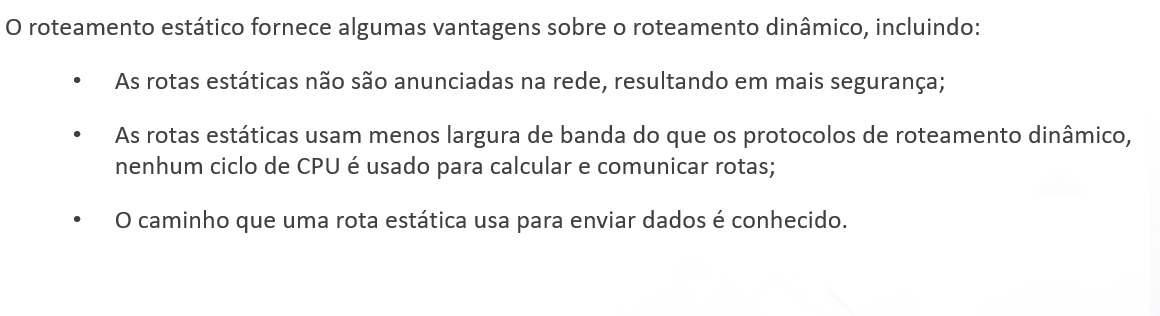 O roteamento estático fornece algumas vantagens sobre o roteamento dinâmico, incluindo:
• As rotas estáticas não são anunciadas na rede, resultando em mais segurança;
• As rotas estáticas usam menos largura de banda do que os protocolos de roteamento dinâmico,
nenhum ciclo de CPU é usado para calcular e comunicar rotas;
• O caminho que uma rota estática usa para enviar dados é conhecido.